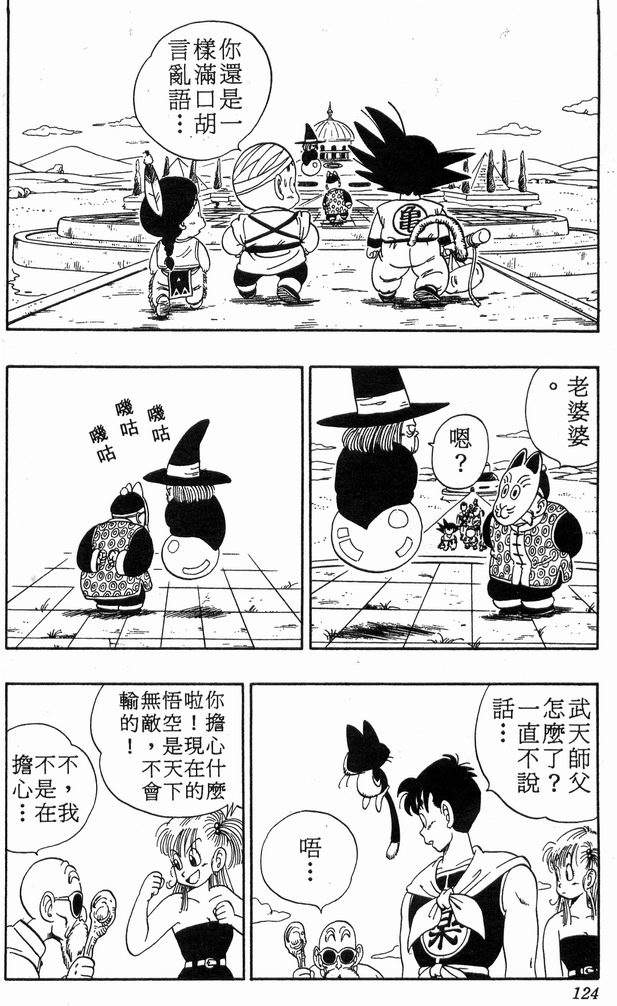 你還是一
樣滿口胡
言亂語…
龜
老婆婆
。
嗯？
嘰咕
嘰咕
嘰咕
武天師父
怎麼了？
一直不說
話…
唔…
你擔心什麼
啦！現在的
悟空是天下
無敵，不會
輸的！
不，我
不是在
擔心…
124